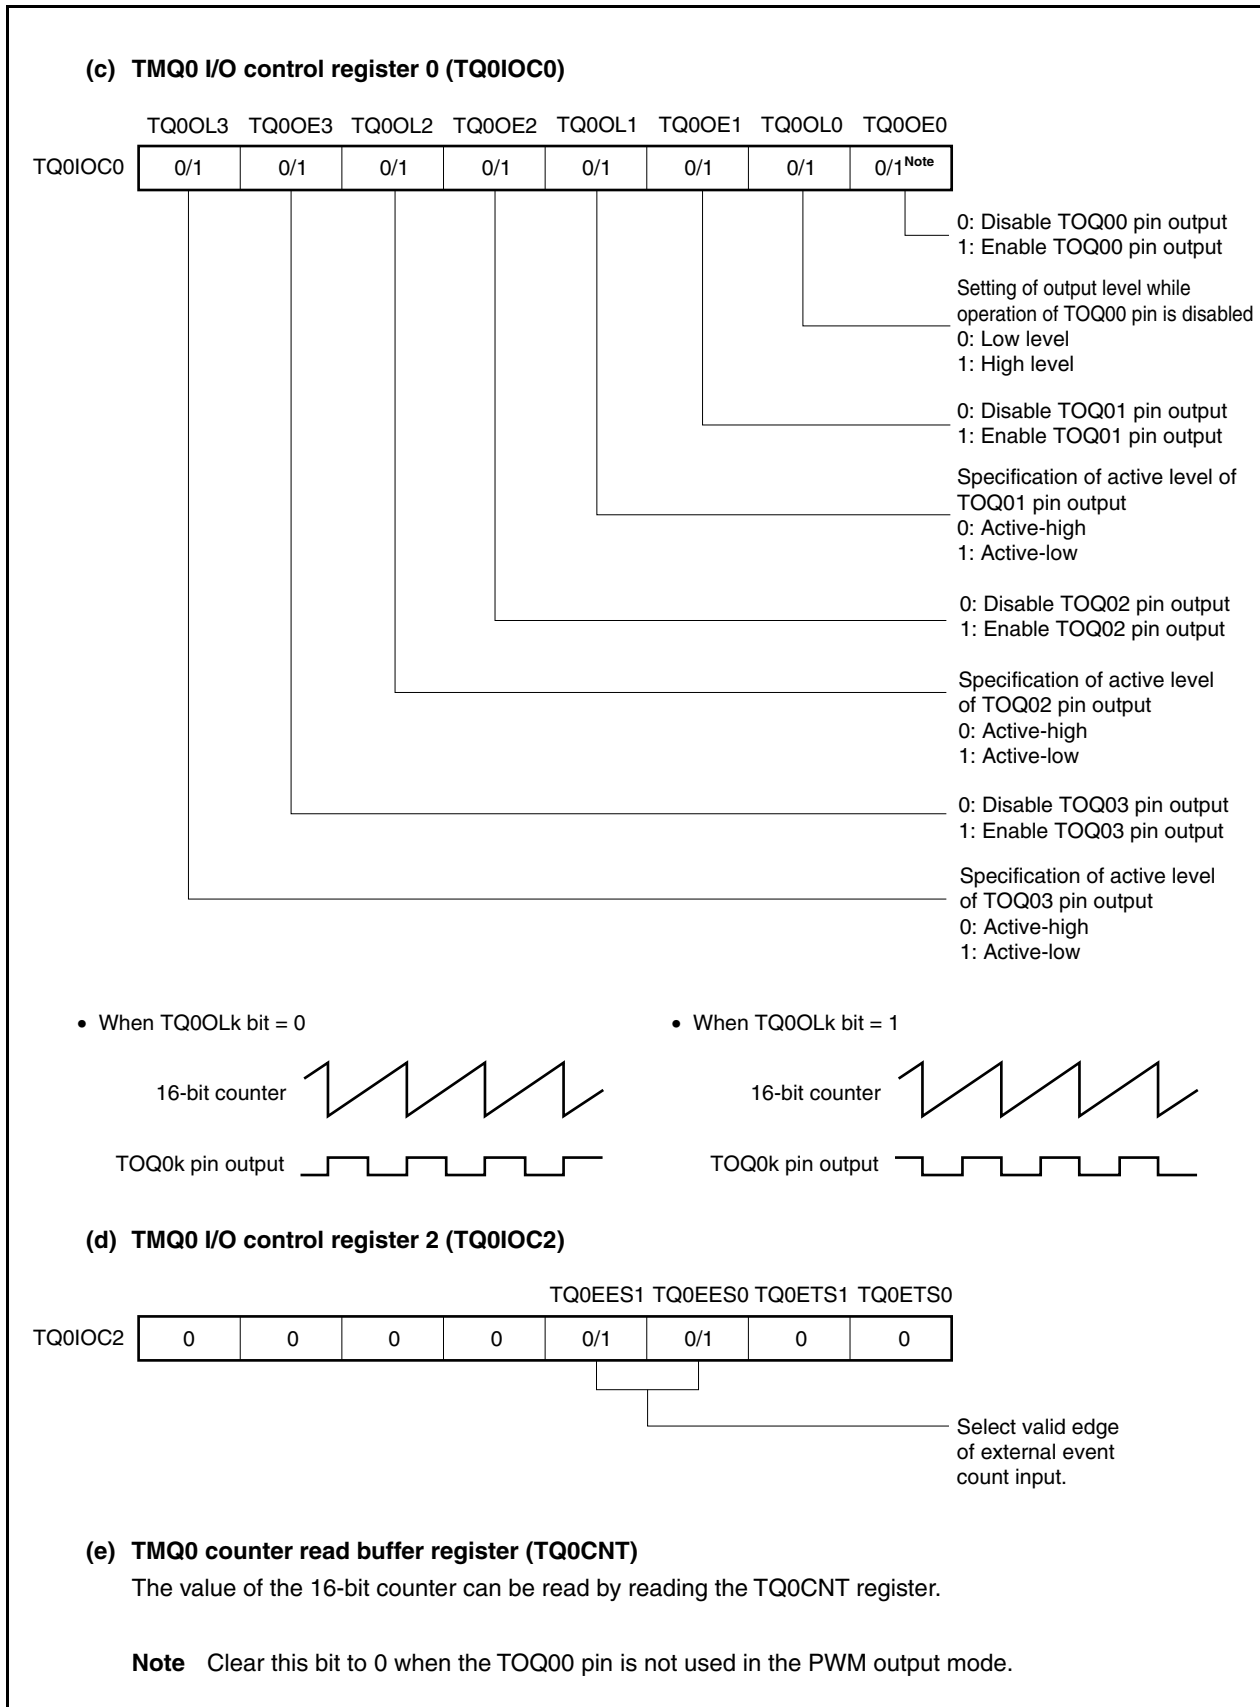 (c) TMQ0 I/O control register 0 (TQ0IOC0)
TQ0OL3 TQ0OE3 TQ0OL2 TQ0OE2 TQ0OL1 TQ0OE1 TQ0OL0 TQ0OE0
TQ0IOC0 0/1 0/1 0/1 0/1 0/1 0/1 0/1 0/1Note
0: Disable TOQ00 pin output
1: Enable TOQ00 pin output
Setting of output level while
operation of TOQ00 pin is disabled
0: Low level
1: High level
0: Disable TOQ01 pin output
1: Enable TOQ01 pin output
Specification of active level of
TOQ01 pin output
0: Active-high
1: Active-low
0: Disable TOQ02 pin output
1: Enable TOQ02 pin output
Specification of active level
of TOQ02 pin output
0: Active-high
1: Active-low
0: Disable TOQ03 pin output
1: Enable TOQ03 pin output
Specification of active level
of TOQ03 pin output
0: Active-high
1: Active-low
• When TQ0OLk bit = 0
16-bit counter
TOQ0k pin output
• When TQ0OLk bit = 1
16-bit counter
TOQ0k pin output
(d) TMQ0 I/O control register 2 (TQ0IOC2)
TQ0EES1 TQ0EES0 TQ0ETS1 TQ0ETS0
TQ0IOC2 0 0 0 0 0/1 0/1 0 0
Select valid edge
of external event
count input.
(e) TMQ0 counter read buffer register (TQ0CNT)
The value of the 16-bit counter can be read by reading the TQ0CNT register.
Note Clear this bit to 0 when the TOQ00 pin is not used in the PWM output mode.